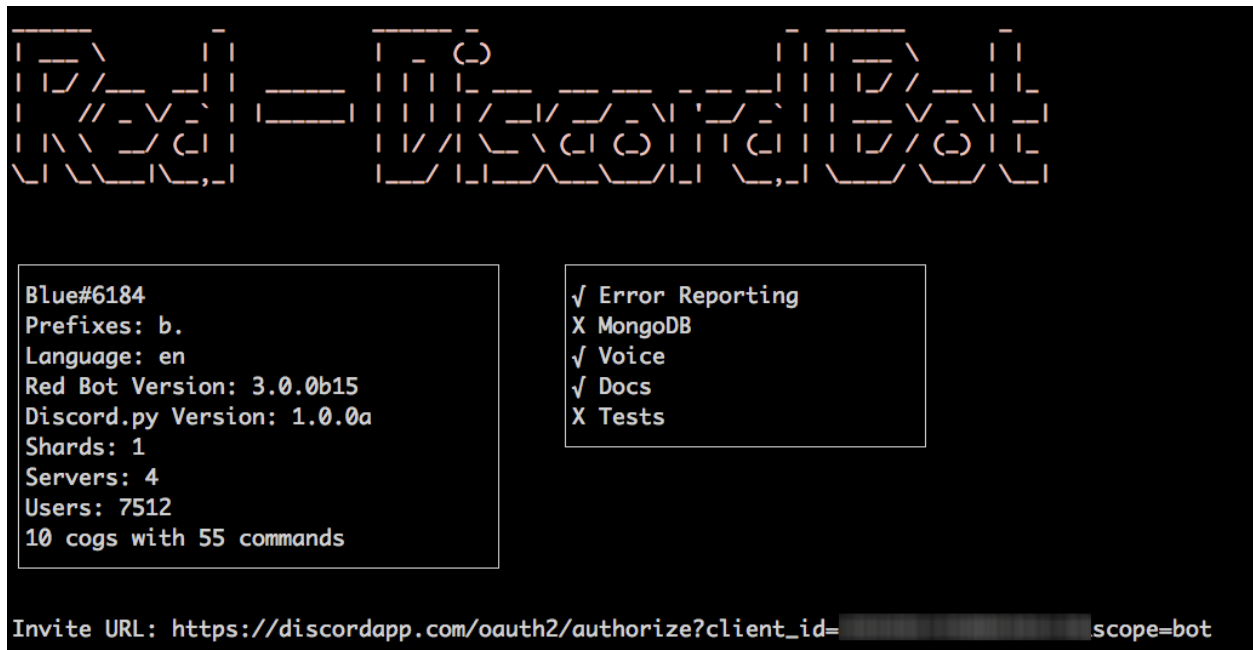 Red - DiscordBot
Blue#6184
Prefixes: b.
Language: en
Red Bot Version: 3.0.0b15
Discord.py Version: 1.0.0a
Shards: 1
Servers: 4
Users: 7512
10 cogs with 55 commands
√ Error Reporting
X MongoDB
√ Voice
√ Docs
X Tests
Invite URL: https://discordapp.com/oauth2/authorize?client_id= scope=bot